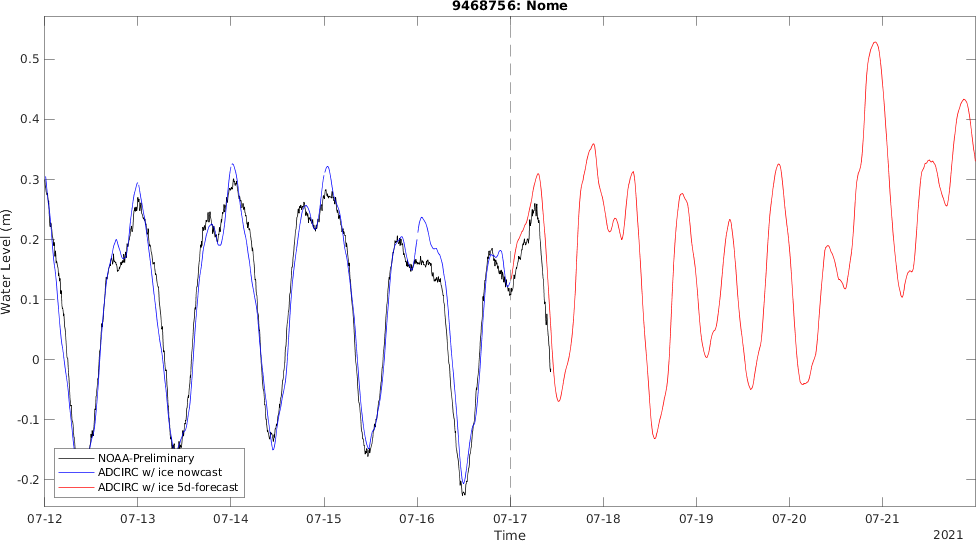 9468756: Nome
0.5
0.4
0.3
0.2
0.1
0
-0.1
-0.2
Water Level (m)
NOAA-Preliminary
ADCIRC w/ ice nowcast
ADCIRC w/ ice 5d-forecast
07-12 07-13 07-14 07-15 07-16 07-17 07-18 07-19 07-20 07-21
Time
2021